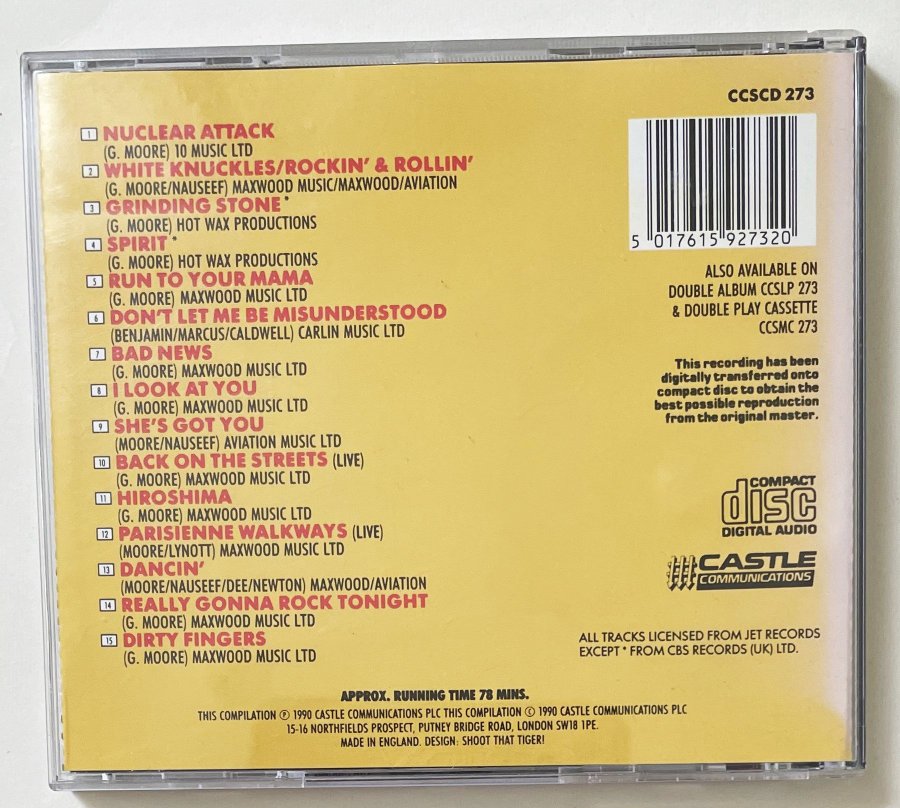 CCSCD 273
1 NUCLEAR ATTACK
(G. MOORE) 10 MUSIC LTD
2 WHITE KNUCKLES/ROCKIN' & ROLLIN'
(G. MOORE/NAUSEEF) MAXWOOD MUSIC/MAXWOOD/AVIATION
3 GRINDING STONE*
(G. MOORE) HOT WAX PRODUCTIONS
4 SPIRIT*
(G. MOORE) HOT WAX PRODUCTIONS
5 RUN TO YOUR MAMA
(G. MOORE) MAXWOOD MUSIC LTD
6 DON'T LET ME BE MISUNDERSTOOD
(BENJAMIN/MARCUS/CALDWELL) CARLIN MUSIC LTD
7 BAD NEWS
(G. MOORE) MAXWOOD MUSIC LTD
8 I LOOK AT YOU
(G. MOORE) MAXWOOD MUSIC LTD
9 SHE'S GOT YOU
(MOORE/NAUSEEF) AVIATION MUSIC LTD
10 BACK ON THE STREETS (LIVE)
(G. MOORE) MAXWOOD MUSIC LTD
11 HIROSHIMA
(G. MOORE) MAXWOOD MUSIC LTD
12 PARISIENNE WALKWAYS (LIVE)
(MOORE/LYNOTT) MAXWOOD MUSIC LTD
13 DANCIN'
(MOORE/NAUSEEF/DEE/NEWTON) MAXWOOD/AVIATION
14 REALLY GONNA ROCK TONIGHT
(G. MOORE) MAXWOOD MUSIC LTD
15 DIRTY FINGERS
(G. MOORE) MAXWOOD MUSIC LTD
5 017615 927320
ALSO AVAILABLE ON
DOUBLE ALBUM CCSLP 273
& DOUBLE PLAY CASSETTE
CCSMC 273
This recording has been
digitally transferred onto
compact disc to obtain the
best possible reproduction
from the original master.
COMPACT
disc
DIGITAL AUDIO
CASTLE
COMMUNICATIONS
ALL TRACKS LICENSED FROM JET RECORDS
EXCEPT * FROM CBS RECORDS (UK) LTD.
APPROX. RUNNING TIME 78 MINS.
THIS COMPILATION ℗ 1990 CASTLE COMMUNICATIONS PLC THIS COMPILATION © 1990 CASTLE COMMUNICATIONS PLC
15-16 NORTHFIELDS PROSPECT, PUTNEY BRIDGE ROAD, LONDON SW18 1PE.
MADE IN ENGLAND. DESIGN: SHOOT THAT TIGER!